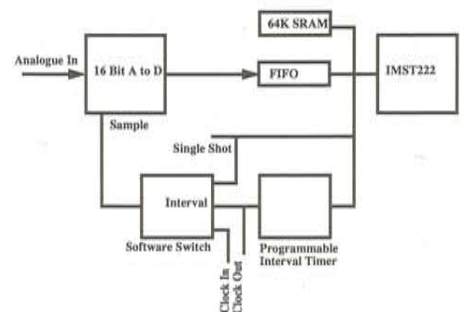 64K SRAM
Analogue In
16 Bit A to D
FIFO
IMST222
Sample
Single Shot
Interval
Software Switch
Programmable
Interval Timer
Clock In
Clock Out